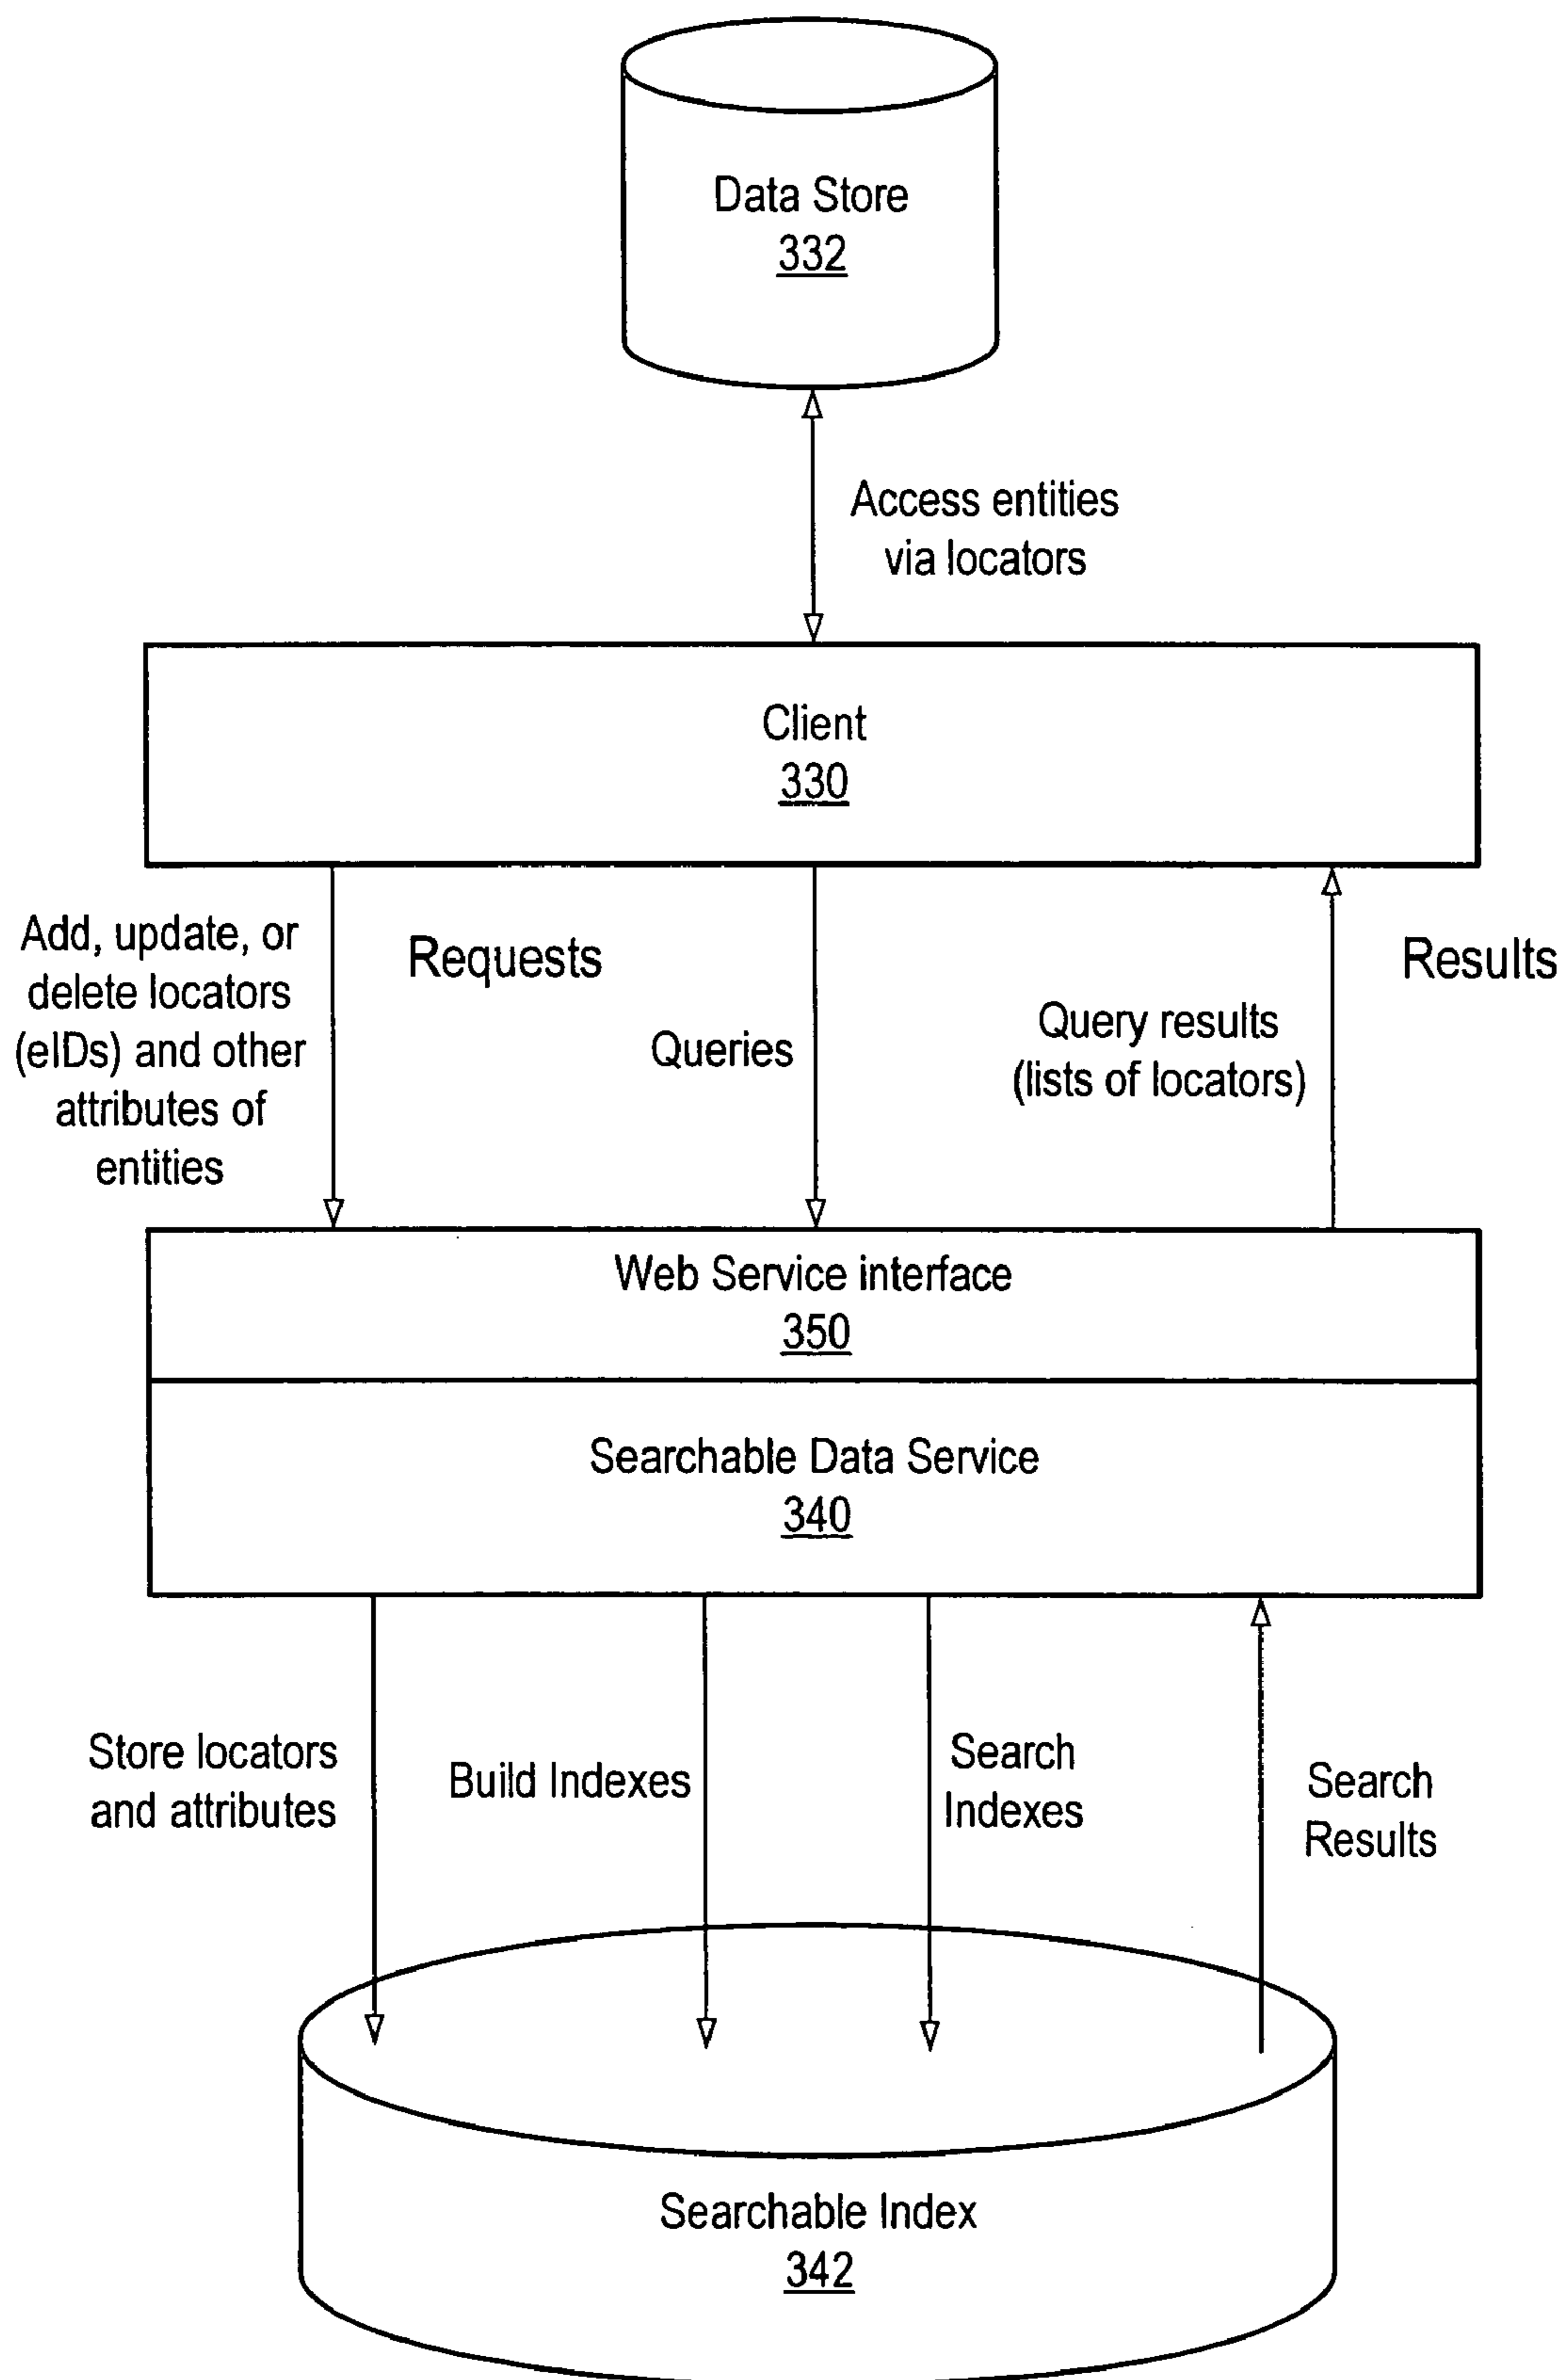 Data Store
332
Access entities
via locators
Client
330
Add, update, or
delete locators
(eIDs) and other
attributes of
entities
Requests
Queries
Query results
(lists of locators)
Results
Web Service interface
350
Searchable Data Service
340
Store locators
and attributes
Build Indexes
Search
Indexes
Search
Results
Searchable Index
342